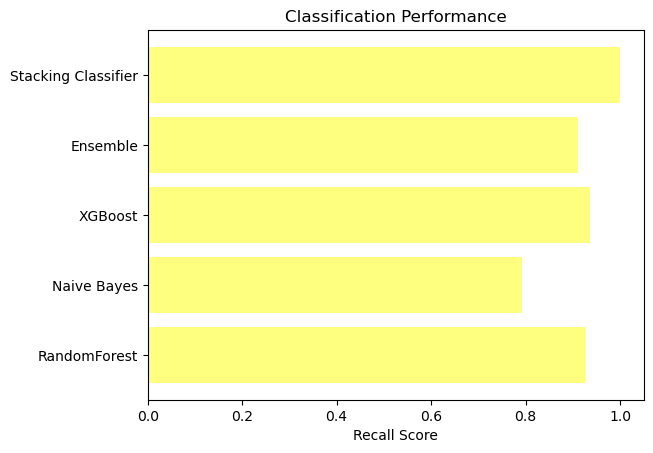 Classification Performance
Stacking Classifier
Ensemble
XGBoost
Naive Bayes
RandomForest
0.0 0.2 0.4 0.6 0.8 1.0
Recall Score